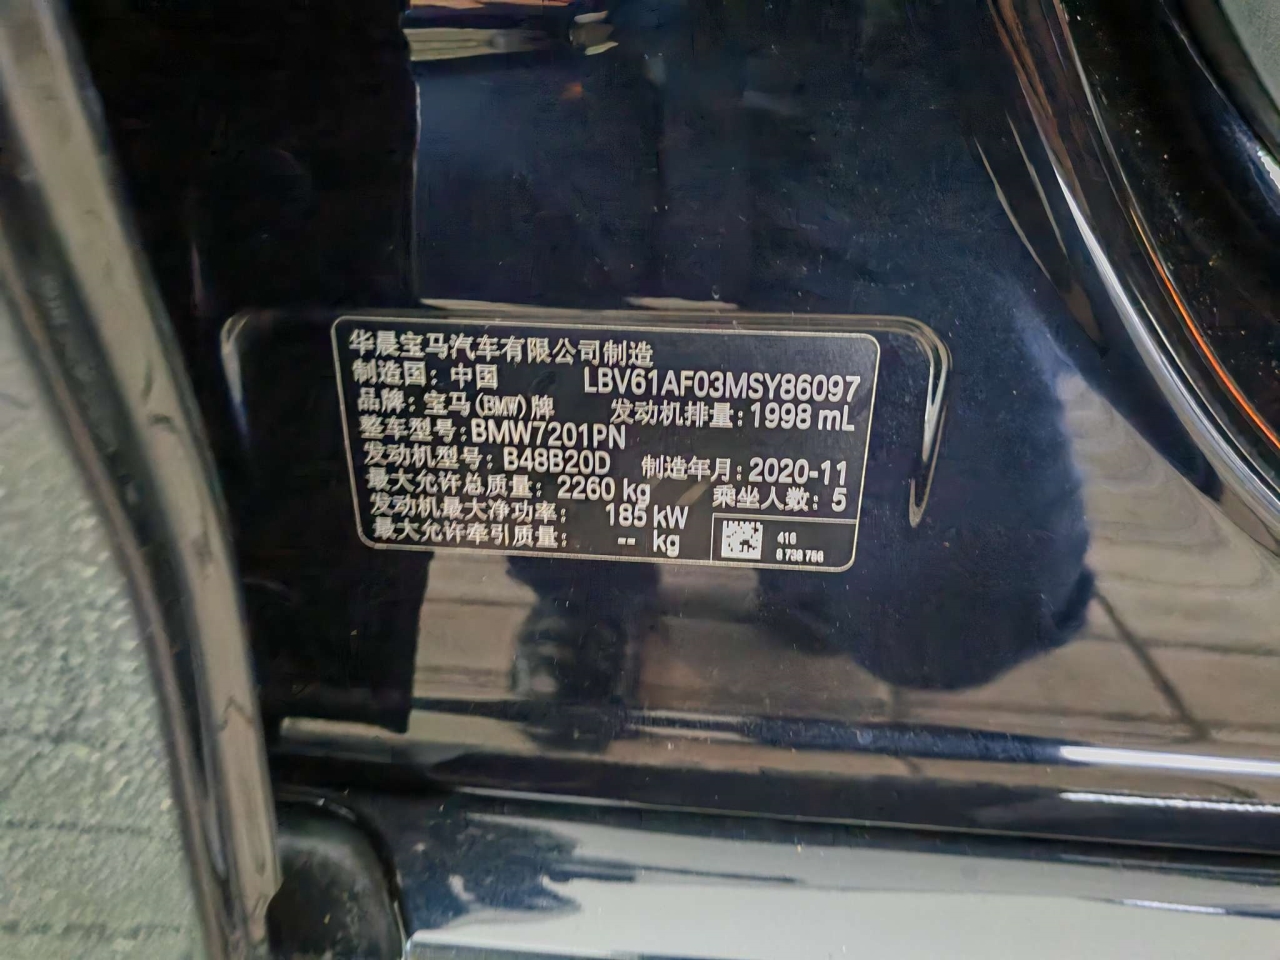 华晨宝马汽车有限公司制造
制造国：中国 LBV61AF03MSY86097
品牌：宝马(BMW)牌 发动机排量：1998 mL
整车型号：BMW7201PN
发动机型号：B48B20D 制造年月：2020-11
最大允许总质量：2260 kg 乘坐人数：5
发动机最大净功率：185 kW
最大允许牵引质量：-- kg